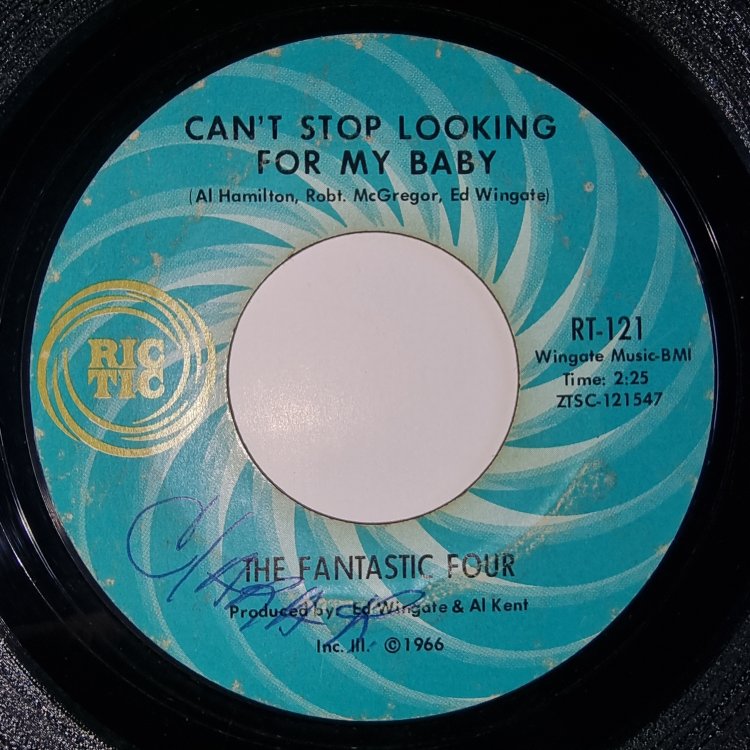 CAN'T STOP LOOKING
FOR MY BABY
(Al Hamilton, Robt. McGregor, Ed Wingate)
RIC
TIC
RT-121
Wingate Music-BMI
Time: 2:25
ZTSC-121547
THE FANTASTIC FOUR
Produced by: Ed Wingate & Al Kent
Inc. Jll. ©1966